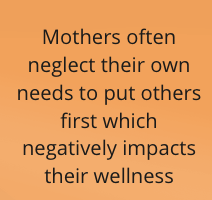 Mothers often
neglect their own
needs to put others
first which
negatively impacts
their wellness